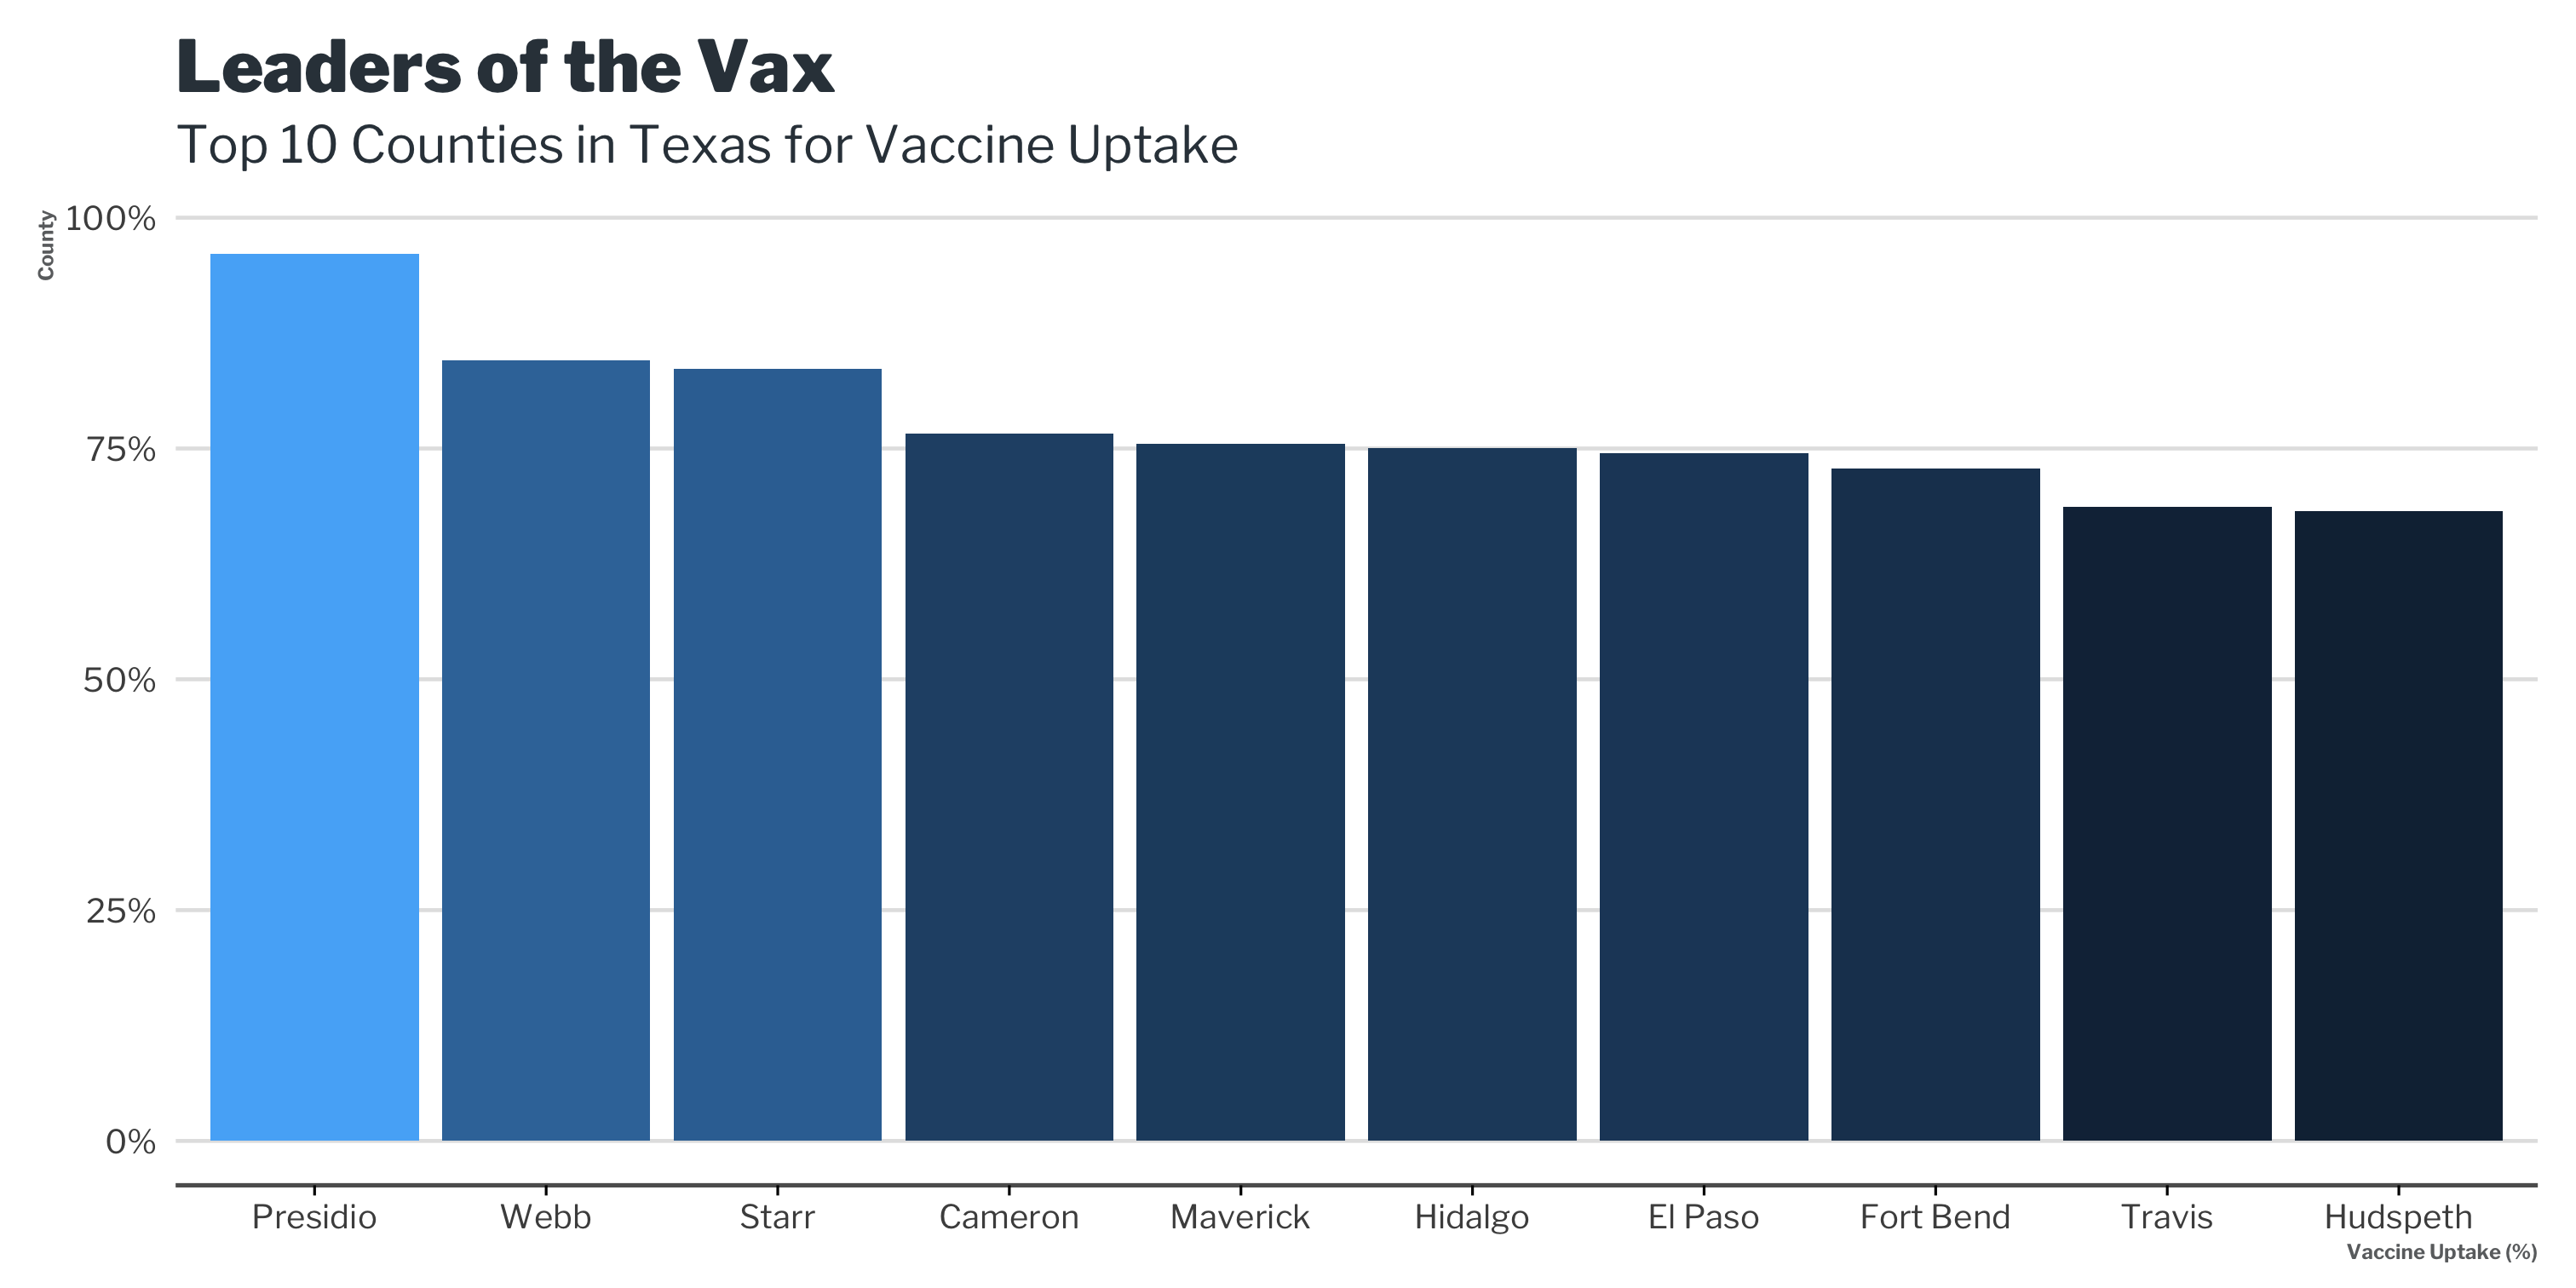 Leaders of the Vax
Top 10 Counties in Texas for Vaccine Uptake
County
100%
75%
50%
25%
0%
Presidio Webb Starr Cameron Maverick Hidalgo El Paso Fort Bend Travis Hudspeth
Vaccine Uptake (%)